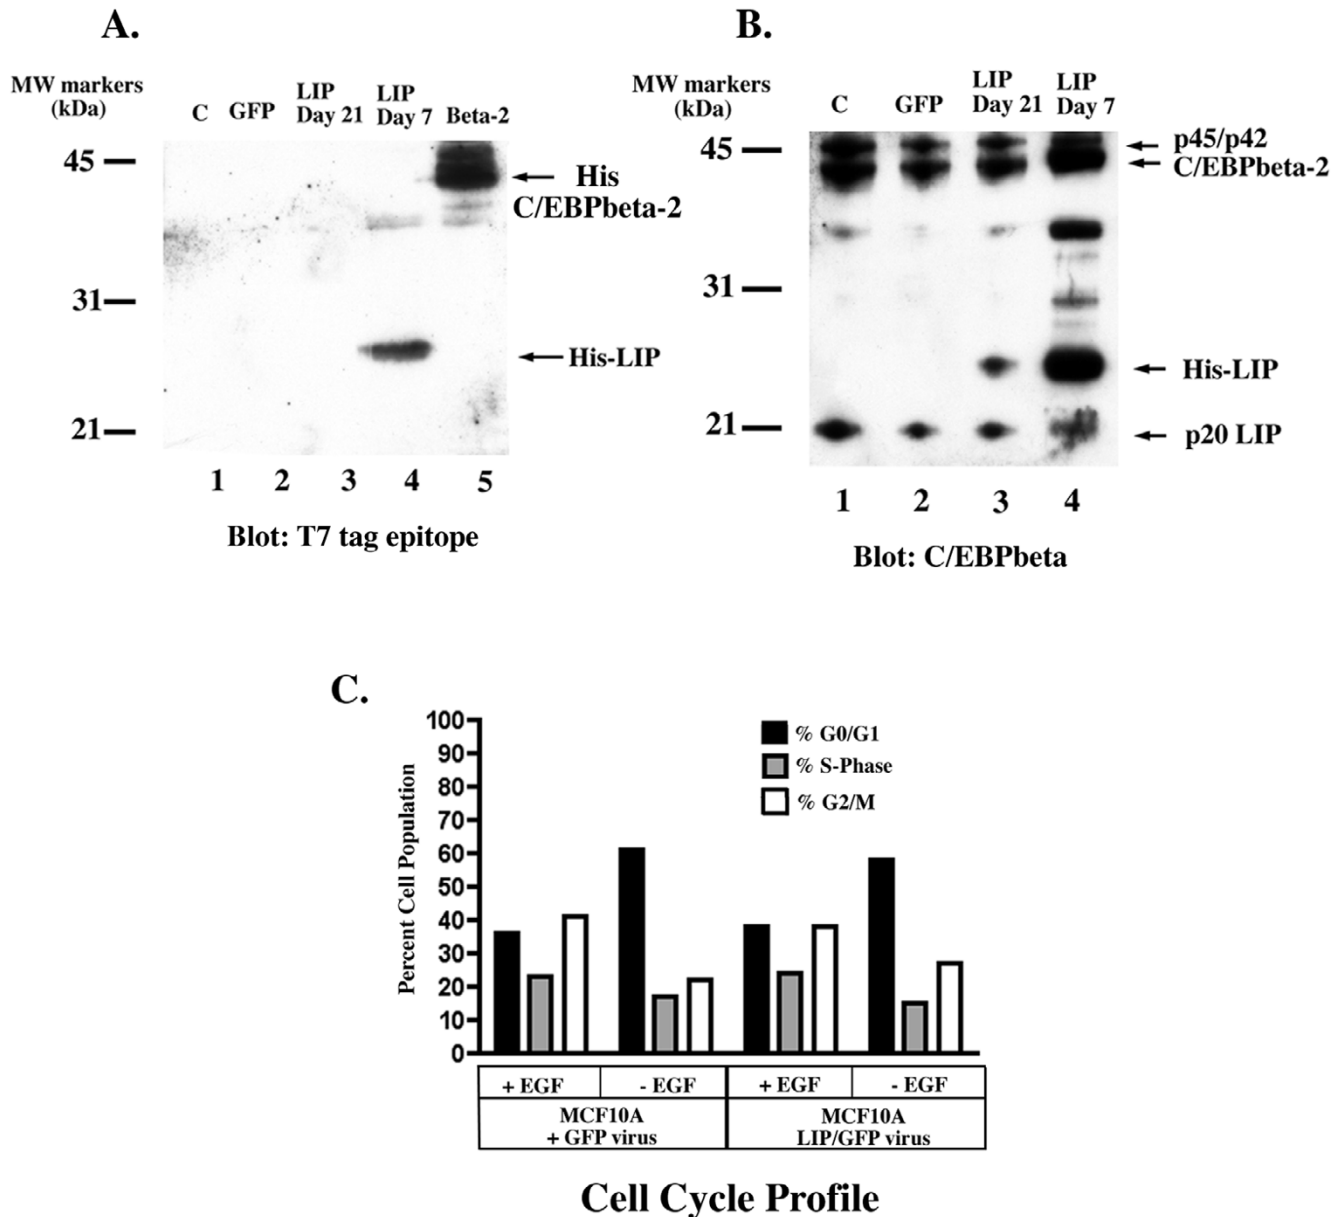 A.
MW markers
(kDa)
C GFP LIP Day 21 LIP Day 7 Beta-2
45
His
C/EBPbeta-2
31
His-LIP
21
1 2 3 4 5
Blot: T7 tag epitope
B.
MW markers
(kDa)
C GFP LIP Day 21 LIP Day 7
45
p45/p42
C/EBPbeta-2
31
His-LIP
21
p20 LIP
1 2 3 4
Blot: C/EBPbeta
C.
Percent Cell Population
100
90
80
70
60
50
40
30
20
10
0
% G0/G1
% S-Phase
% G2/M
+ EGF - EGF + EGF - EGF
MCF10A
+ GFP virus
MCF10A
LIP/GFP virus
Cell Cycle Profile